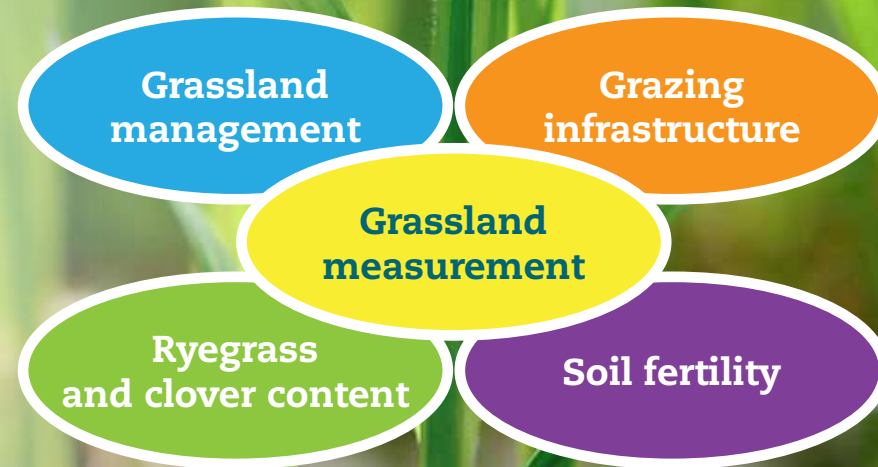 Grassland
management
Grazing
infrastructure
Grassland
measurement
Ryegrass
and clover content
Soil fertility